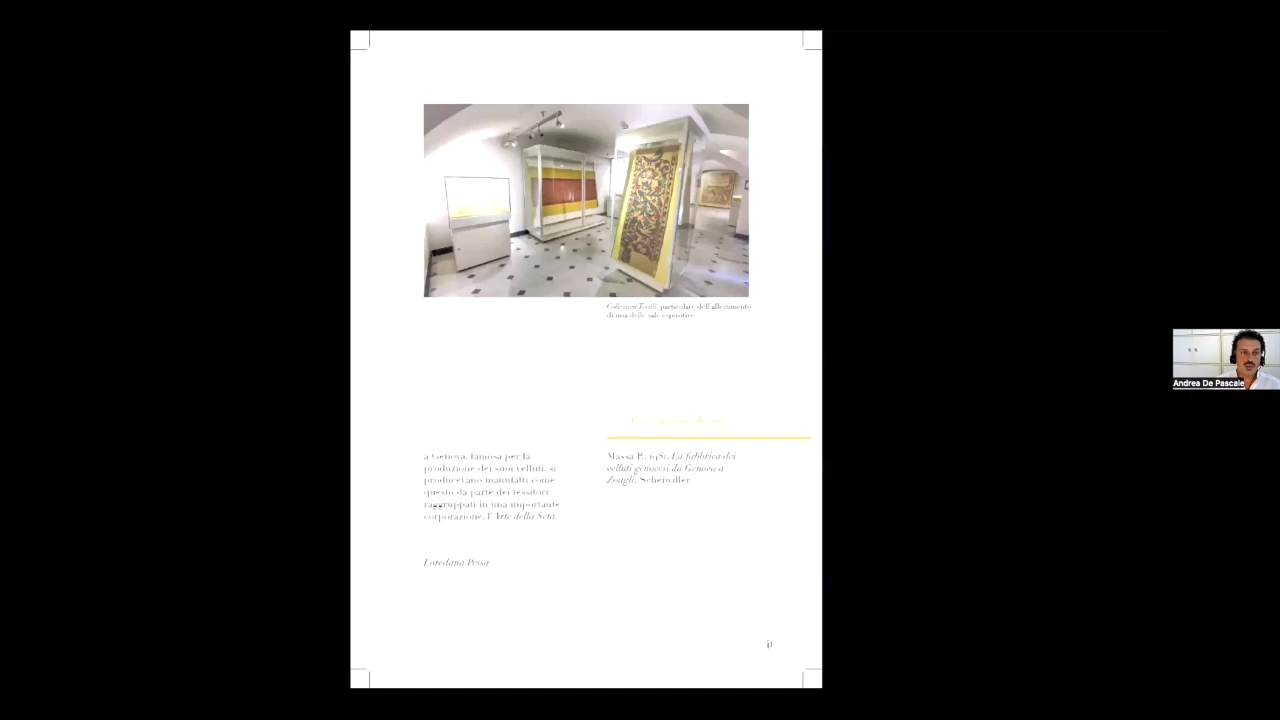 Collezioni Tessili, particolare dell'allestimento
di una delle sale espositive
a Genova, famosa per la
produzione dei suoi velluti, si
producevano manufatti come
questo da parte dei tessitori
raggruppati in una importante
corporazione, l'Arte della Seta.
Loredana Pessa
Massa P., 1981, La fabbrica dei
velluti genovesi da Genova a
Zoagli, Scheiwiller
Andrea De Pascale